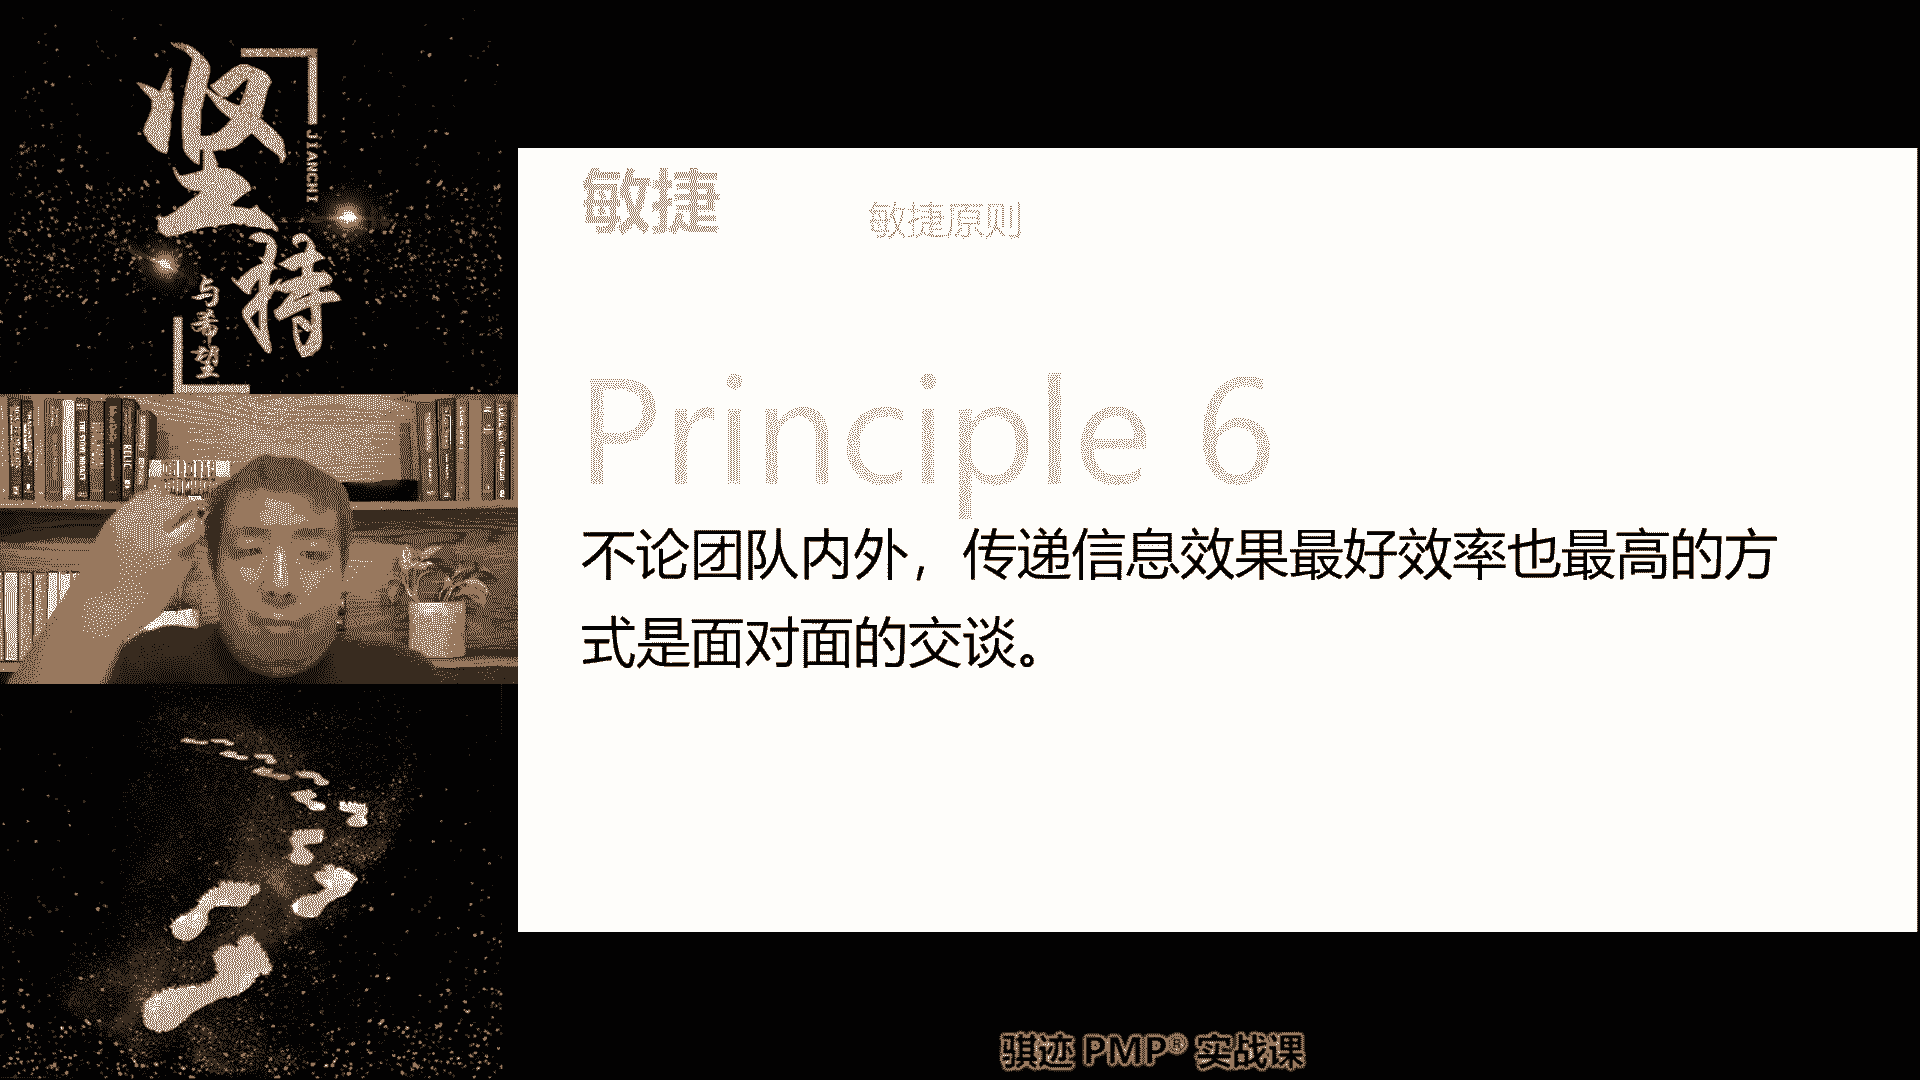 坚持
JIANCHI
与希望
敏捷
敏捷原则
Principle 6
不论团队内外，传递信息效果最好效率也最高的方
式是面对面的交谈。
骐迹 PMP® 实战课